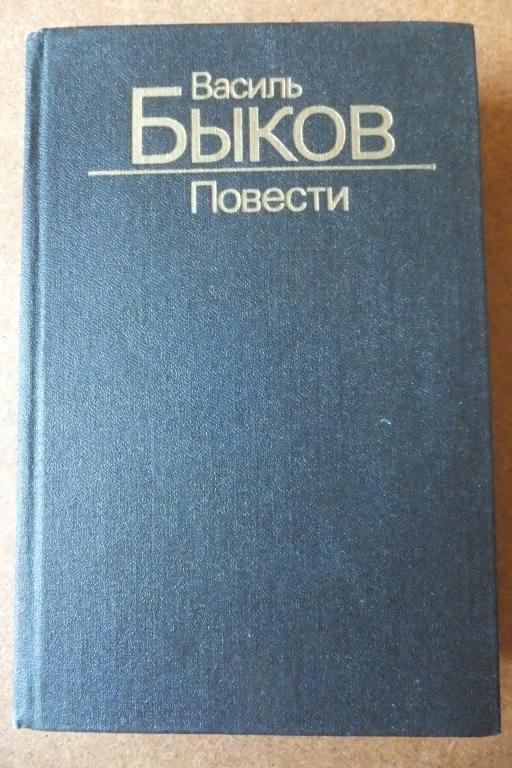 Василь
Быков
Повести